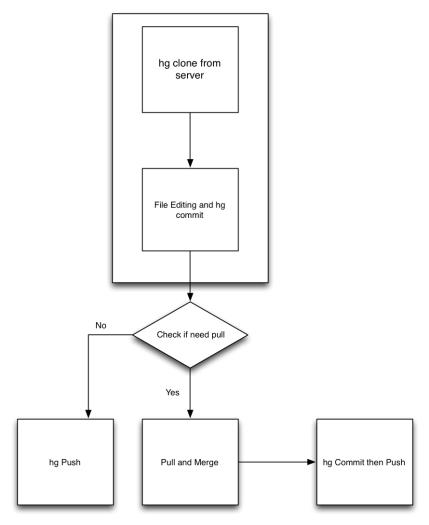 hg clone from
server
File Editing and hg
commit
Check if need pull
No
Yes
hg Push
Pull and Merge
hg Commit then Push